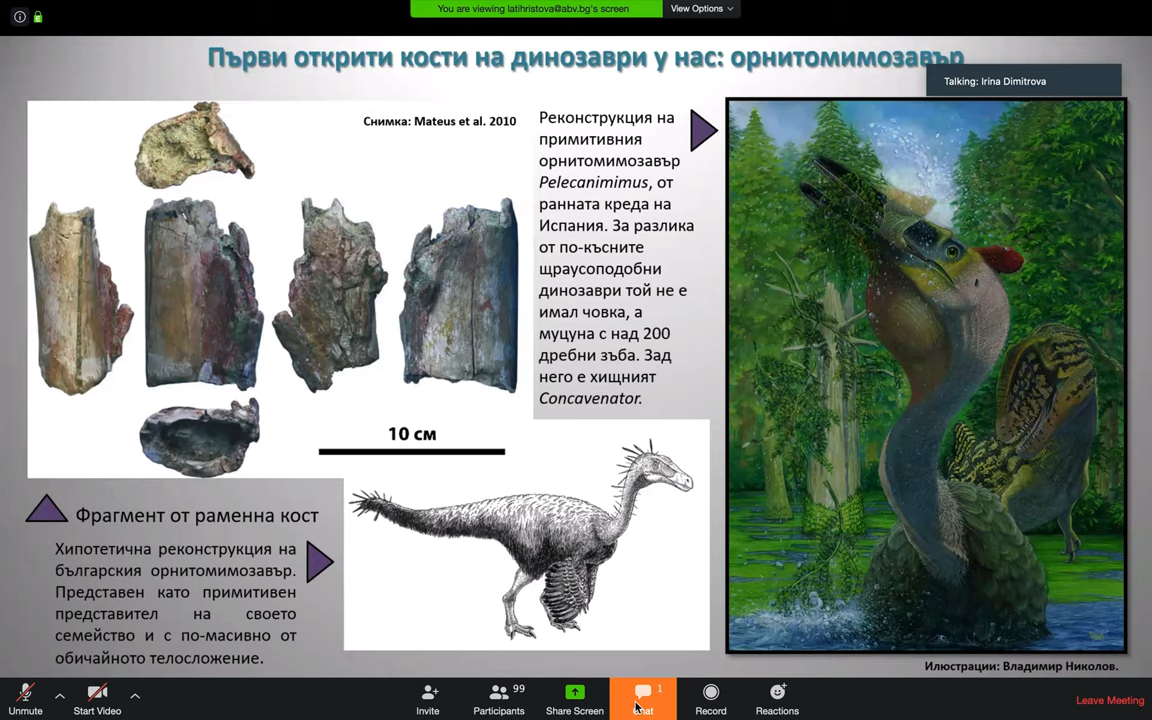 You are viewing latihristova@abv.bg's screen
View Options
Първи открити кости на динозаври у нас: орнитомимозавър
Talking: Irina Dimitrova
Снимка: Mateus et al. 2010
Реконструкция на
примитивния
орнитомимозавър
Pelecanimimus, от
ранната креда на
Испания. За разлика
от по-късните
щраусоподобни
динозаври той не е
имал човка, а
муцуна с над 200
дребни зъба. Зад
него е хищният
Concavenator.
10 см
Фрагмент от раменна кост
Хипотетична реконструкция на
българския орнитомимозавър.
Представен като примитивен
представител на своето
семейство и с по-масивно от
обичайното телосложение.
Илюстрации: Владимир Николов.
Unmute
Start Video
Invite
99
Participants
Share Screen
1
Chat
Record
Reactions
Leave Meeting